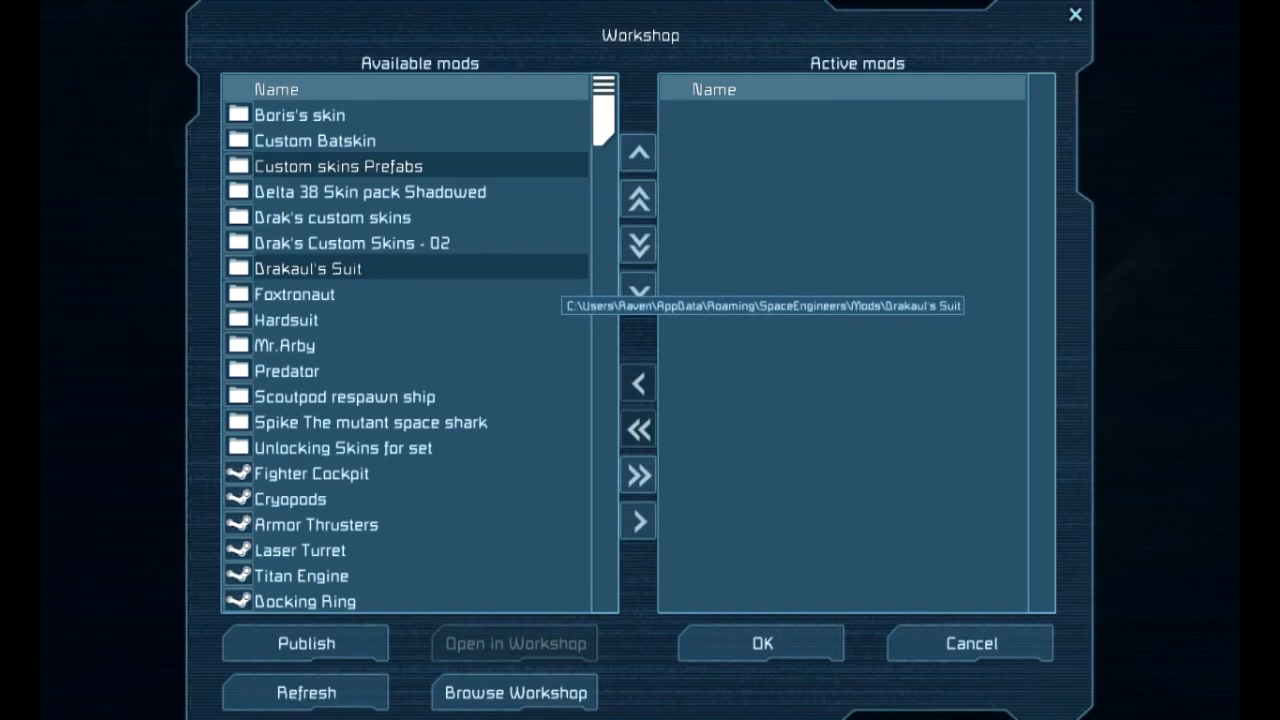 Workshop
Available mods
Active mods
Name
Name
Boris's skin
Custom Batskin
Custom skins Prefabs
Delta 38 Skin pack Shadowed
Drak's custom skins
Drak's Custom Skins - 02
Drakaul's Suit
Foxtronaut
C:\Users\Raven\AppData\Roaming\SpaceEngineers\Mods\Drakaul's Suit
Hardsuit
Mr.Arby
Predator
Scoutpod respawn ship
Spike The mutant space shark
Unlocking Skins for set
Fighter Cockpit
Cryopods
Armor Thrusters
Laser Turret
Titan Engine
Docking Ring
Publish
Open in Workshop
OK
Cancel
Refresh
Browse Workshop